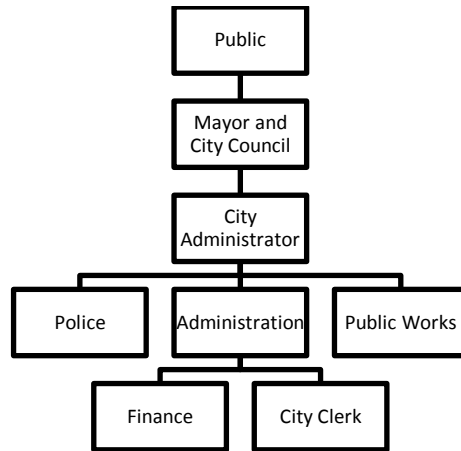 Public
Mayor and
City Council
City
Administrator
Police
Administration
Public Works
Finance
City Clerk